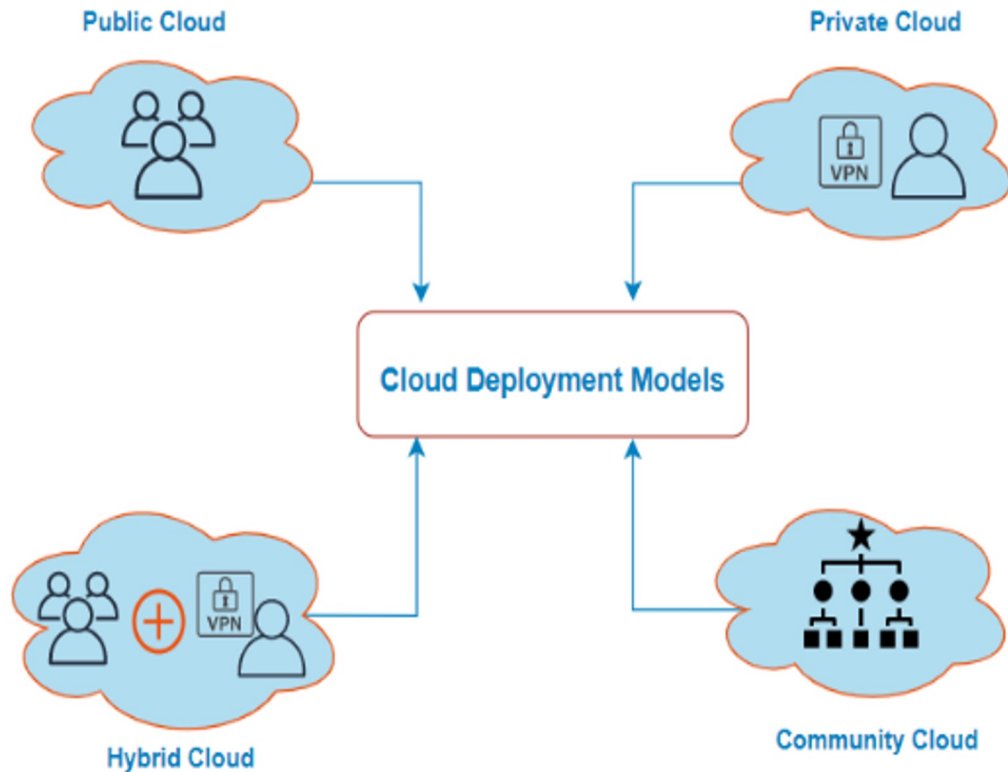 Public Cloud
Private Cloud
VPN
Cloud Deployment Models
VPN
Hybrid Cloud
Community Cloud